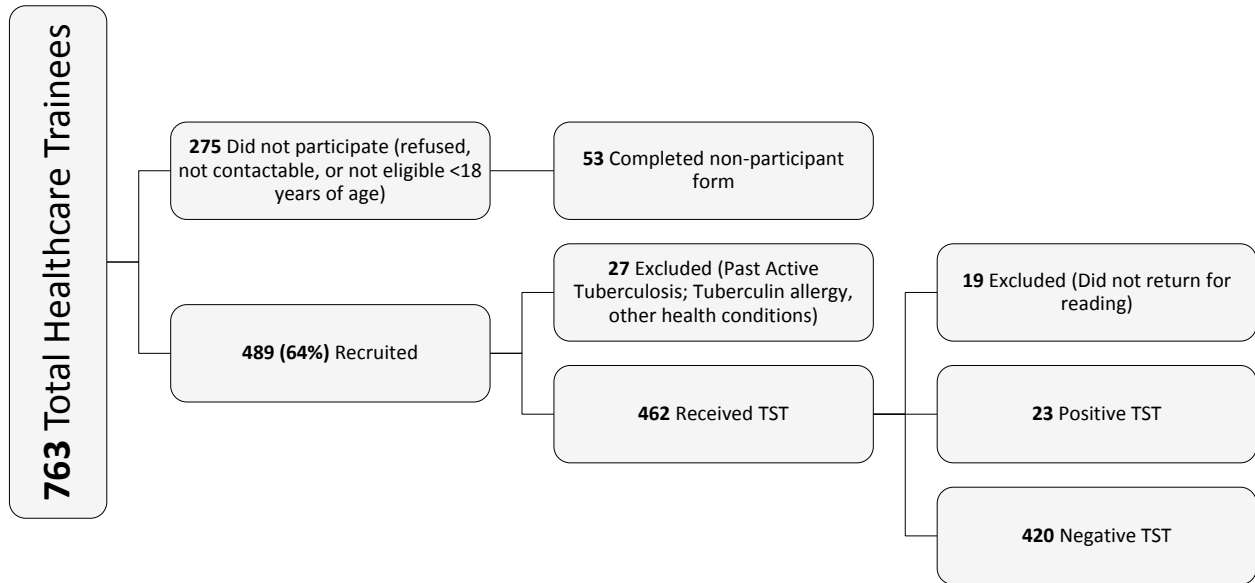 763 Total Healthcare Trainees
275 Did not participate (refused,
not contactable, or not eligible <18
years of age)
53 Completed non-participant
form
489 (64%) Recruited
27 Excluded (Past Active
Tuberculosis; Tuberculin allergy,
other health conditions)
462 Received TST
19 Excluded (Did not return for
reading)
23 Positive TST
420 Negative TST